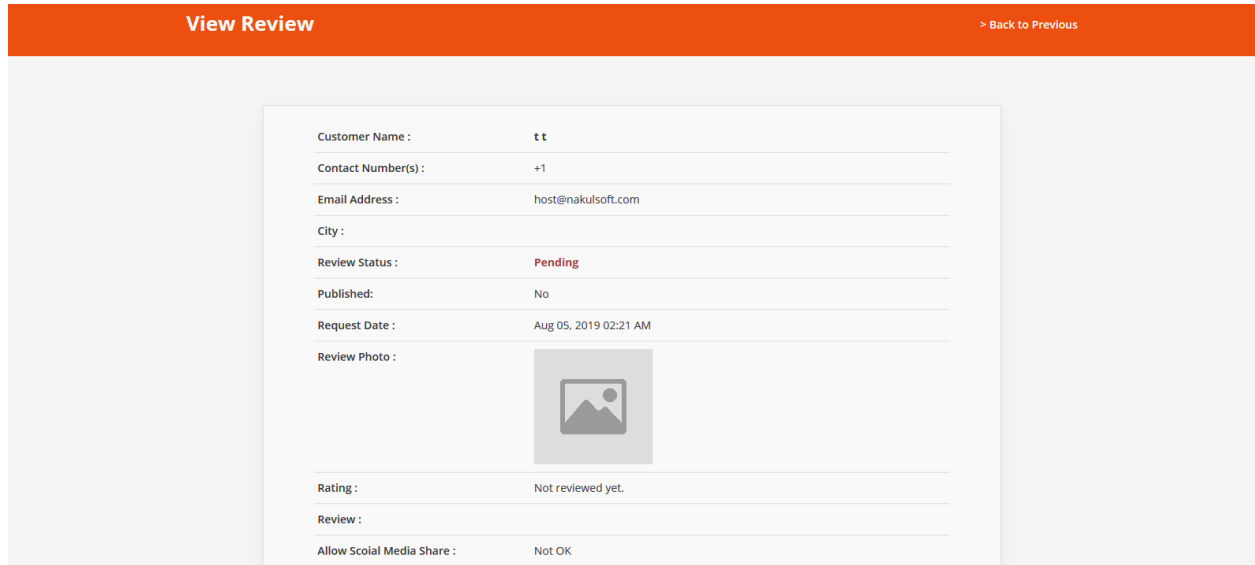 View Review
> Back to Previous
Customer Name : t t
Contact Number(s) : +1
Email Address : host@nakulsoft.com
City :
Review Status : Pending
Published: No
Request Date : Aug 05, 2019 02:21 AM
Review Photo :
Rating : Not reviewed yet.
Review :
Allow Scoial Media Share : Not OK